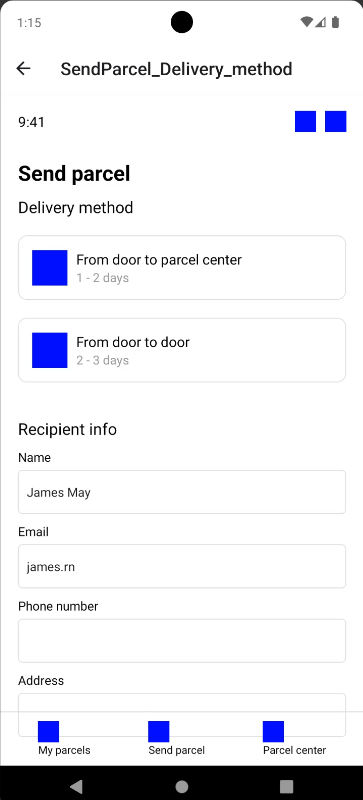 1:15
SendParcel_Delivery_method
9:41
Send parcel
Delivery method
From door to parcel center
1 - 2 days
From door to door
2 - 3 days
Recipient info
Name
James May
Email
james.rn
Phone number
Address
My parcels
Send parcel
Parcel center